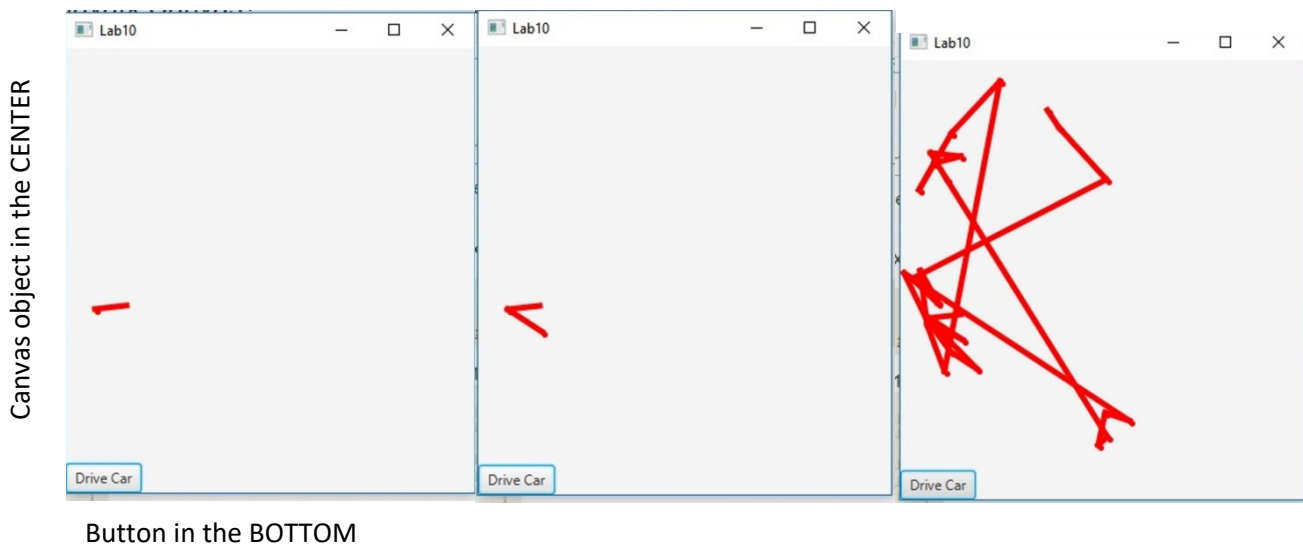 Canvas object in the CENTER
Lab10
Lab10
Lab10
Drive Car
Drive Car
Drive Car
Button in the BOTTOM